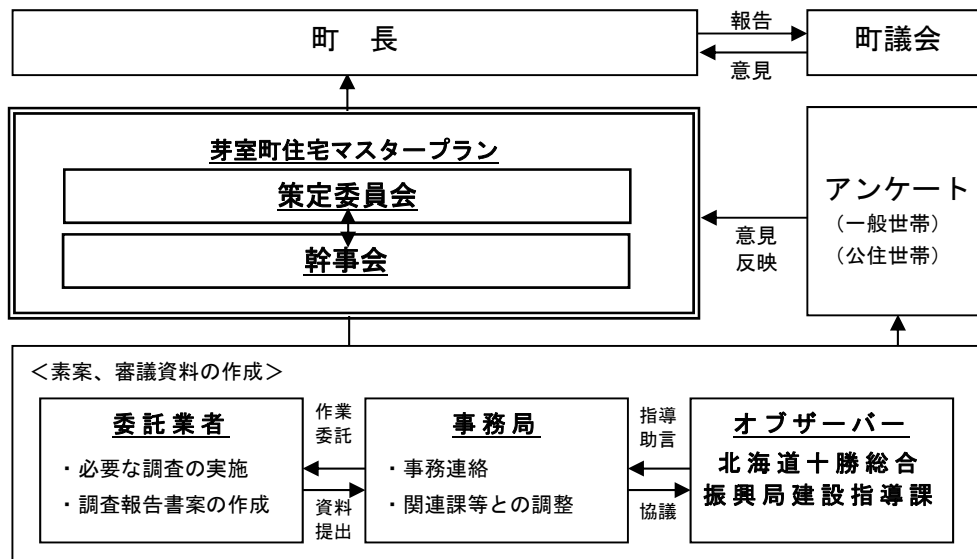 町　長
報告
意見
町議会
芽室町住宅マスタープラン
策定委員会
幹事会
意見
反映
アンケート
（一般世帯）
（公住世帯）
＜素案、審議資料の作成＞
委託業者
・必要な調査の実施
・調査報告書案の作成
作業
委託
資料
提出
事務局
・事務連絡
・関連課等との調整
指導
助言
協議
オブザーバー
北海道十勝総合
振興局建設指導課